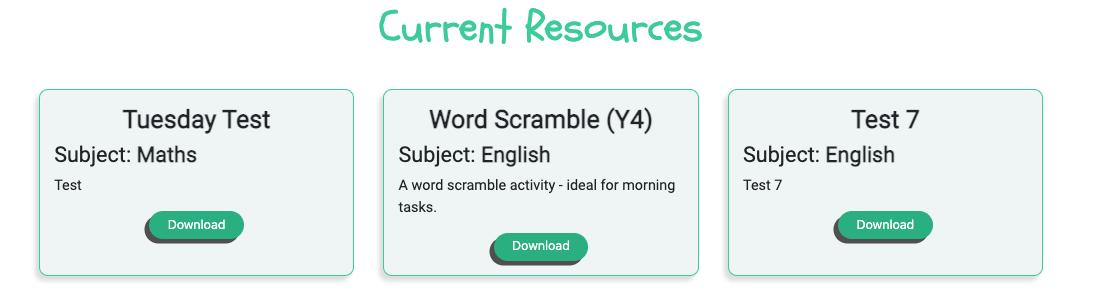 Current Resources
Tuesday Test
Subject: Maths
Test
Download
Word Scramble (Y4)
Subject: English
A word scramble activity - ideal for morning
tasks.
Download
Test 7
Subject: English
Test 7
Download